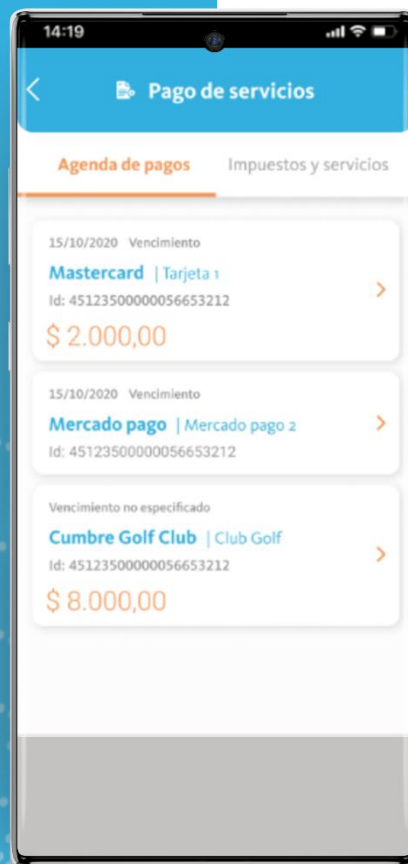 14:19
Pago de servicios
Agenda de pagos Impuestos y servicios
15/10/2020 Vencimiento
Mastercard | Tarjeta 1
Id: 45123500000056653212
$ 2.000,00
15/10/2020 Vencimiento
Mercado pago | Mercado pago 2
Id: 45123500000056653212
Vencimiento no especificado
Cumbre Golf Club | Club Golf
Id: 45123500000056653212
$ 8.000,00